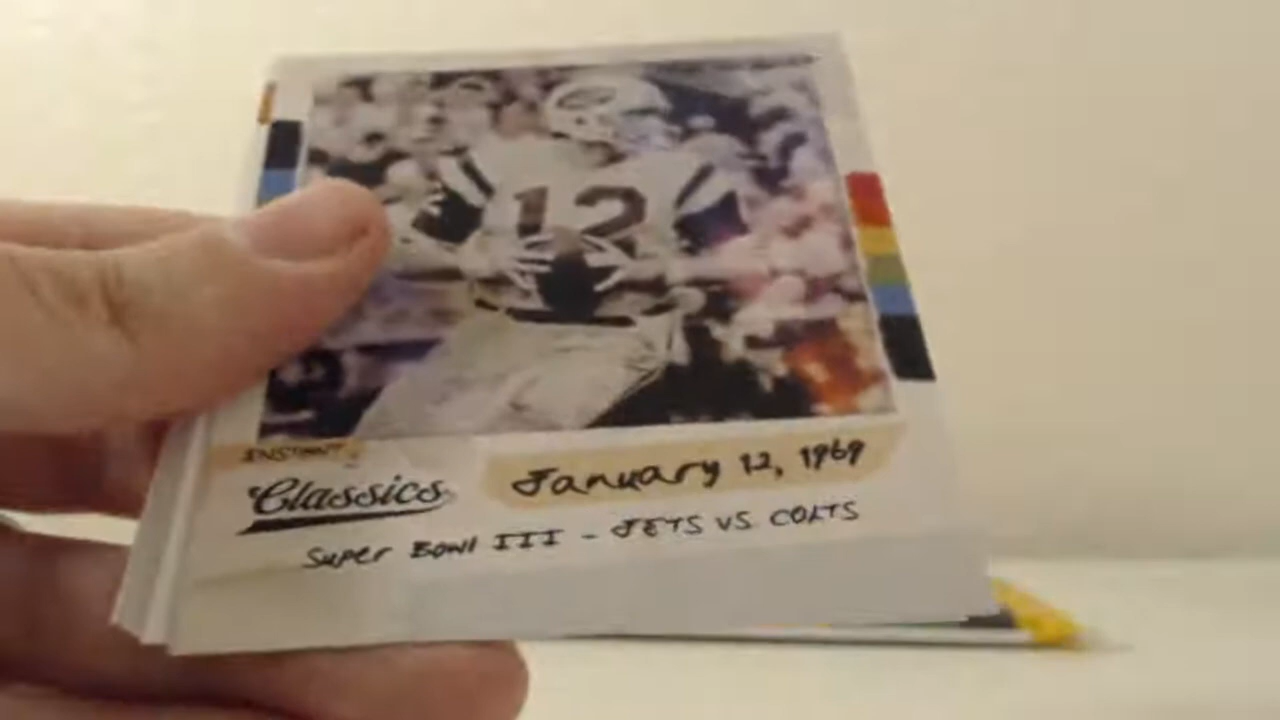 12
INSTANT
Classics
January 12, 1969
Super Bowl III - JETS VS. COLTS